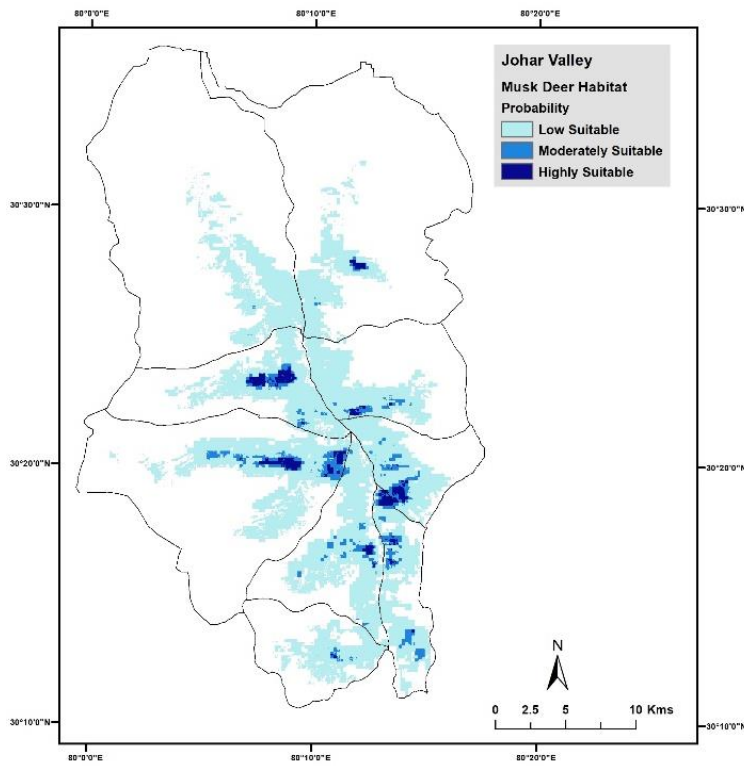 80°0'0"E 80°10'0"E 80°20'0"E
Johar Valley
Musk Deer Habitat
Probability
Low Suitable
Moderately Suitable
Highly Suitable
30°30'0"N 30°30'0"N
30°20'0"N 30°20'0"N
N
0 2.5 5 10 Kms
30°10'0"N 30°10'0"N
80°0'0"E 80°10'0"E 80°20'0"E